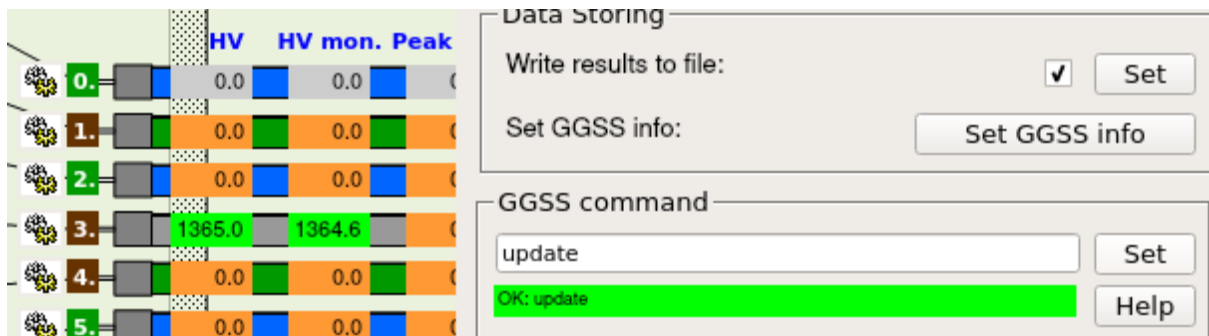 HV HV mon. Peak
0. 0.0 0.0
1. 0.0 0.0
2. 0.0 0.0
3. 1365.0 1364.6
4. 0.0 0.0
5. 0.0 0.0
Data Storing
Write results to file: Set
Set GGSS info: Set GGSS info
GGSS command
update Set
OK: update Help